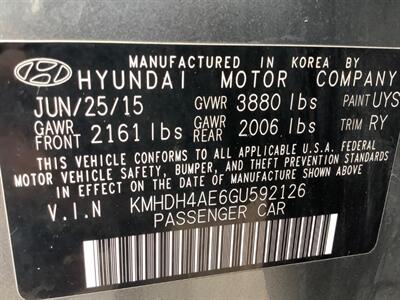 MANUFACTURED IN KOREA BY
HYUNDAI MOTOR COMPANY
JUN/25/15 GVWR 3880 lbs PAINT UYS
GAWR FRONT 2161 lbs GAWR REAR 2006 lbs TRIM RY
THIS VEHICLE CONFORMS TO ALL APPLICABLE U.S.A. FEDERAL
MOTOR VEHICLE SAFETY, BUMPER, AND THEFT PREVENTION STANDARDS
IN EFFECT ON THE DATE OF MANUFACTURE SHOWN ABOVE.
V.I.N KMHDH4AE6GU592126
PASSENGER CAR